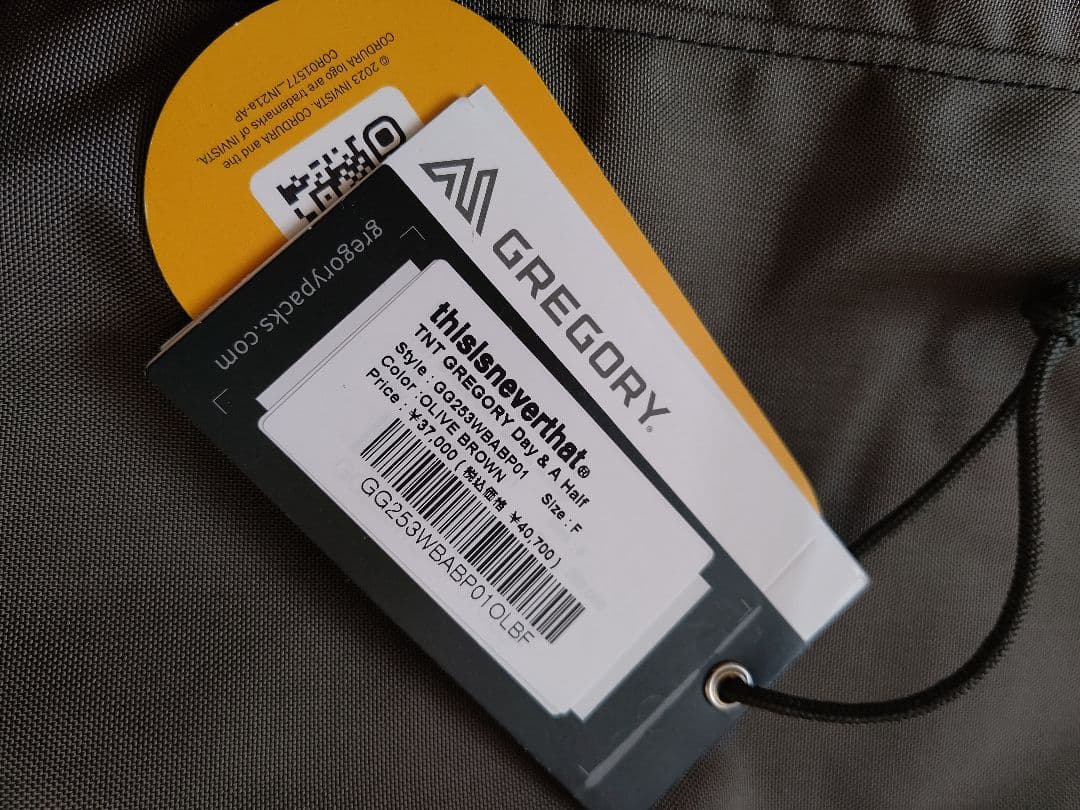 © 2023 INVISTA. CORDURA and the
CORDURA logo are trademarks of INVISTA.
COR01577_IN21a-AP
GREGORY®
gregorypacks.com
thisisneverthat®
TNT GREGORY Day & A Half
Style : GG253WBABP01 Size : F
Color : OLIVE BROWN
Price : ¥37,000 ( 税込価格 ¥40,700 )
GG253WBABP01OLBF